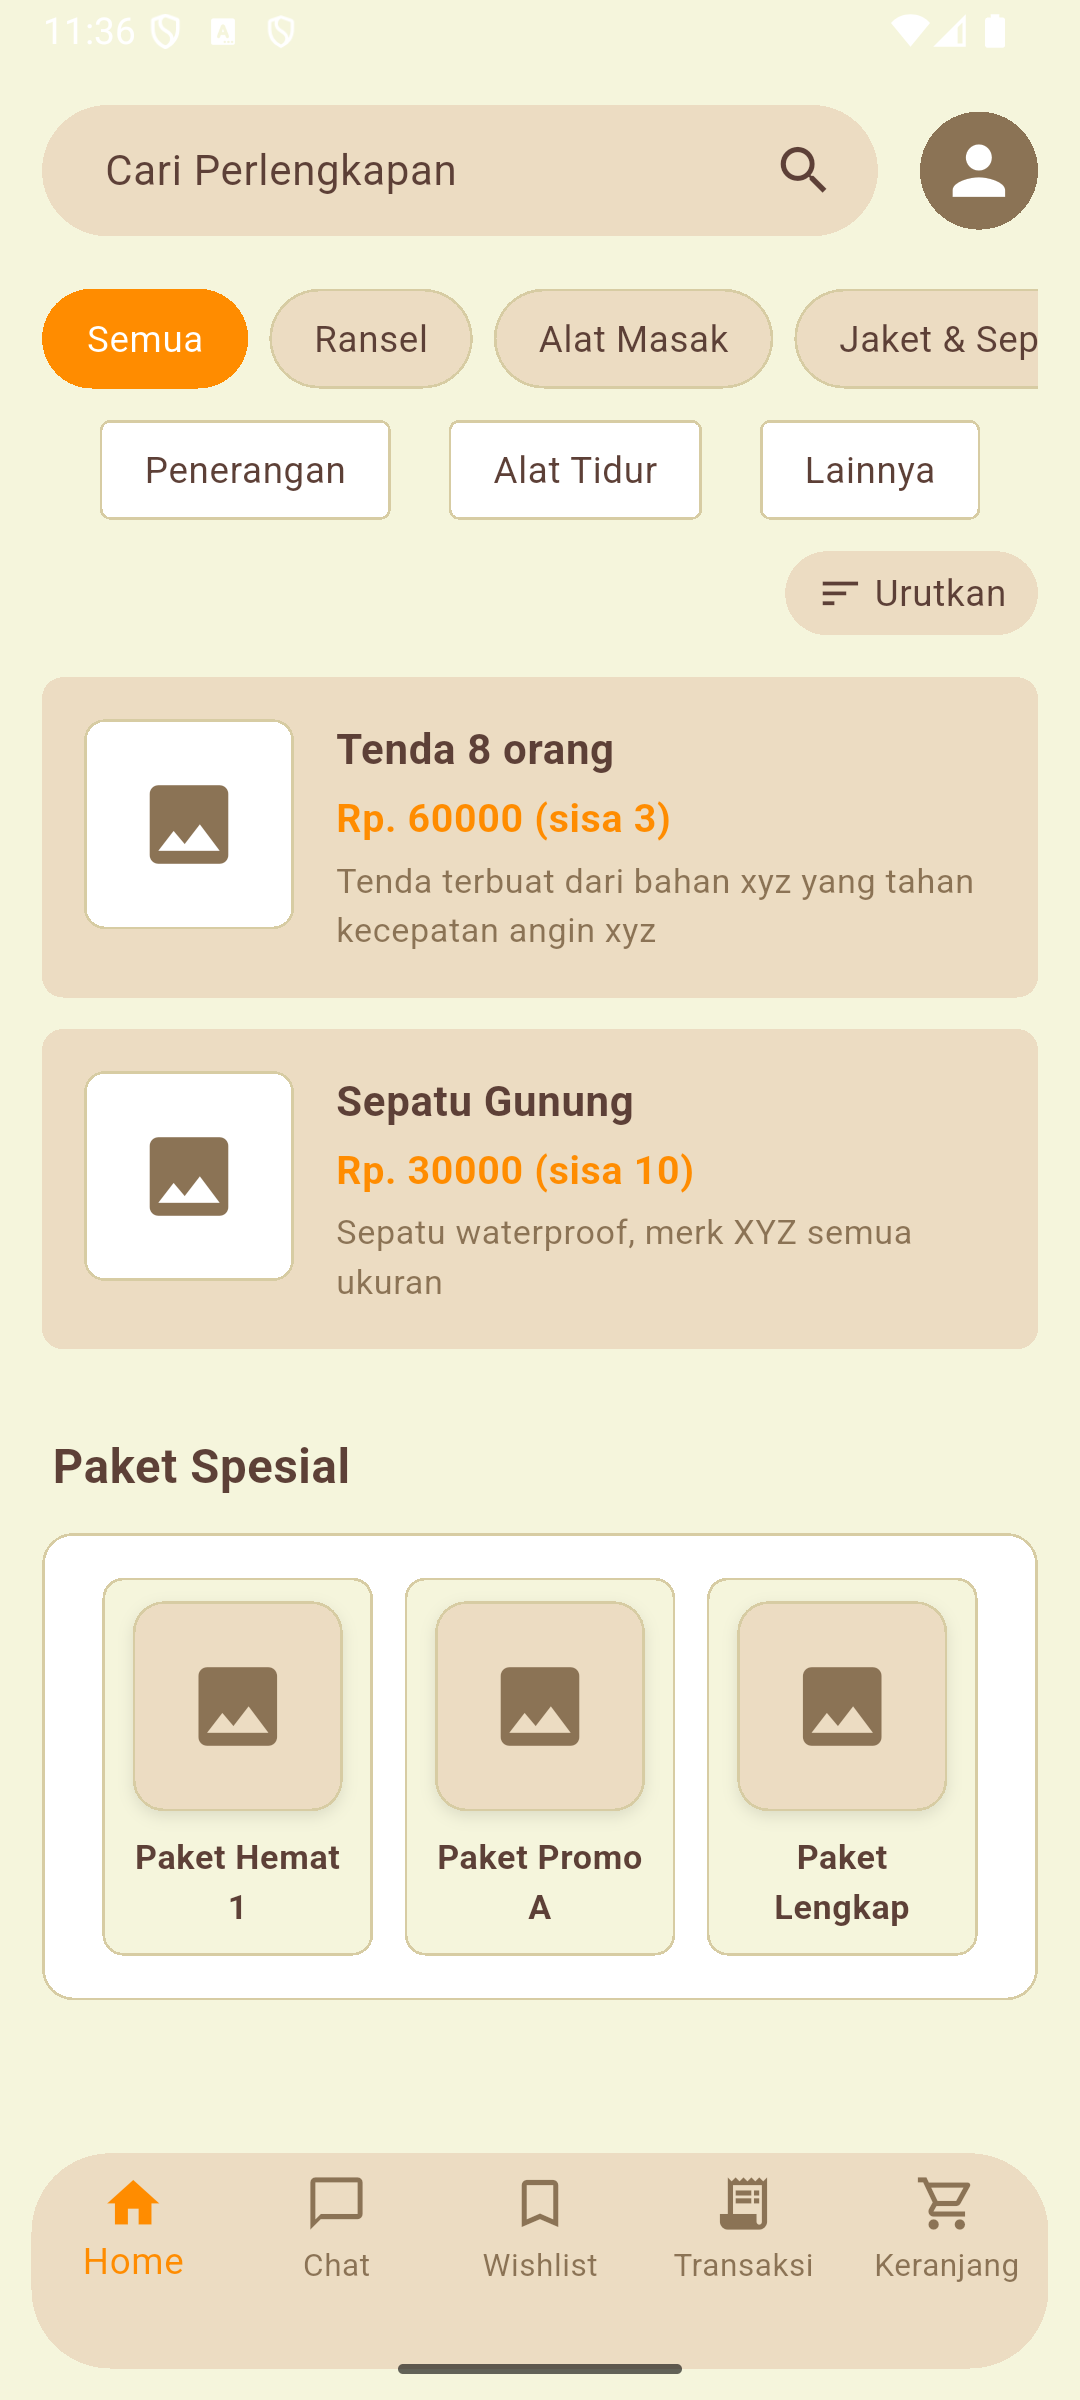 11:36
Cari Perlengkapan
Semua
Ransel
Alat Masak
Jaket & Sep
Penerangan
Alat Tidur
Lainnya
Urutkan
Tenda 8 orang
Rp. 60000 (sisa 3)
Tenda terbuat dari bahan xyz yang tahan
kecepatan angin xyz
Sepatu Gunung
Rp. 30000 (sisa 10)
Sepatu waterproof, merk XYZ semua
ukuran
Paket Spesial
Paket Hemat
1
Paket Promo
A
Paket
Lengkap
Home
Chat
Wishlist
Transaksi
Keranjang